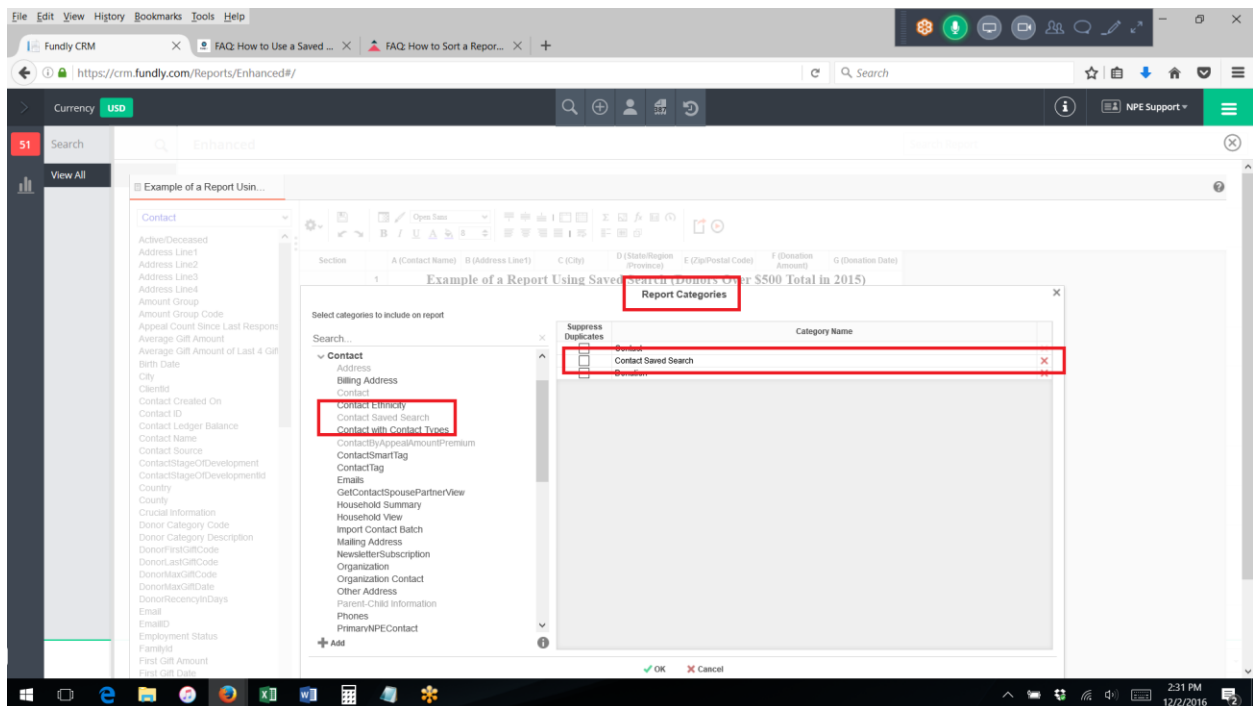 File Edit View History Bookmarks Tools Help
Fundly CRM
FAQ: How to Use a Saved ...
FAQ: How to Sort a Repor...
https://crm.fundly.com/Reports/Enhanced#/
Search
Currency USD
NPE Support
51
Search
Enhanced
View All
Example of a Report Usin...
Contact
Open Sans
B I U A
8
Active/Deceased
Address Line1
Address Line2
Address Line3
Address Line4
Amount Group
Amount Group Code
Appeal Count Since Last Respons
Average Gift Amount
Average Gift Amount of Last 4 Gif
Birth Date
City
ClientId
Contact Created On
Contact ID
Contact Ledger Balance
Contact Name
Contact Source
ContactStageOfDevelopment
ContactStageOfDevelopmentId
Country
County
Crucial Information
Donor Category Code
Donor Category Description
DonorFirstGiftCode
DonorLastGiftCode
DonorMaxGiftCode
DonorMaxGiftDate
DonorRecencyInDays
Email
EmailID
Employment Status
FamilyId
First Gift Amount
First Gift Date
Section
A (Contact Name)
B (Address Line1)
C (City)
D (State/Region
(Province)
E (Zip/Postal Code)
F (Donation
Amount)
G (Donation Date)
1
Example of a Report Using Saved Search (Donors Over $500 Total in 2015)
Report Categories
Select categories to include on report
Search...
Contact
Address
Billing Address
Contact
Contact Ethnicity
Contact Saved Search
Contact with Contact Types
ContactByAppealAmountPremium
ContactSmartTag
ContactTag
Emails
GetContactSpousePartnerView
Household Summary
Household View
Import Contact Batch
Mailing Address
NewsletterSubscription
Organization
Organization Contact
Other Address
Parent-Child Information
Phones
PrimaryNPEContact
Add
Suppress
Duplicates
Category Name
Contact
Contact Saved Search
Donation
OK
Cancel
2:31 PM
12/2/2016
2